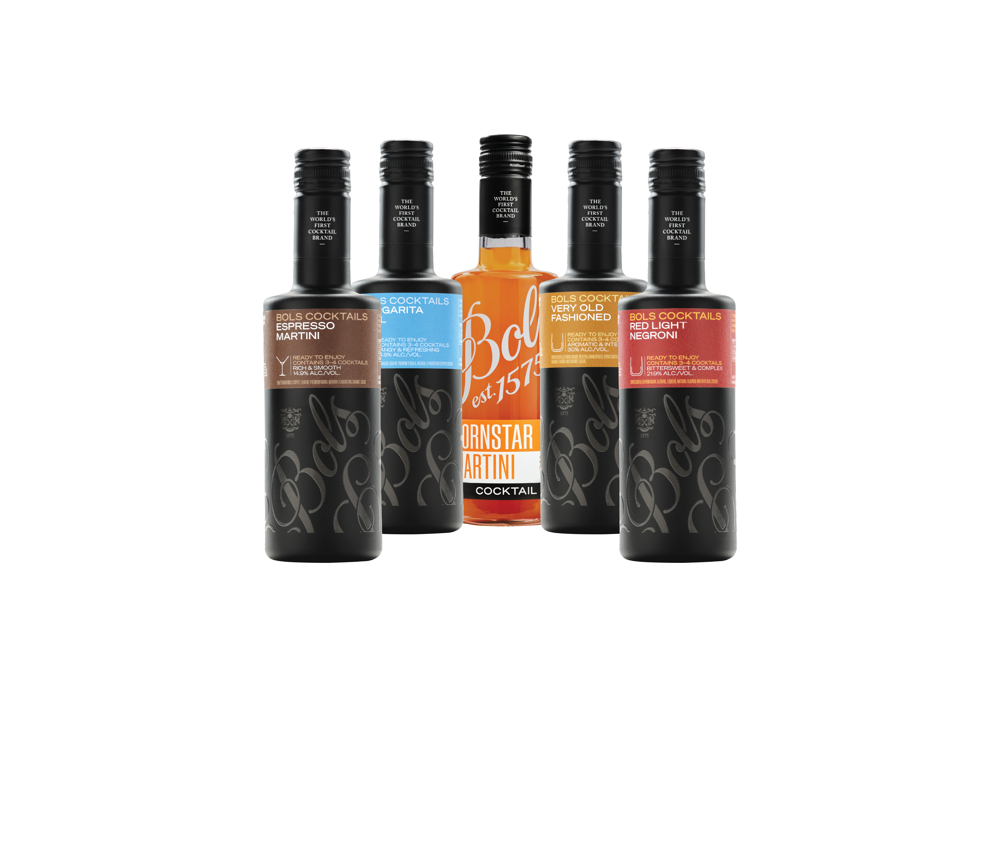 THE
WORLD'S
FIRST
COCKTAIL
BRAND
BOLS COCKTAILS
ESPRESSO
MARTINI
READY TO ENJOY
CONTAINS 3-4 COCKTAILS
RICH & SMOOTH
14.9% ALC./VOL.
CRAFTED WITH BOLS COFFEE LIQUEUR, PREMIUM VODKA, NATURAL FLAVORS AND CARAMEL COLOR.
1575
Bols
THE
WORLD'S
FIRST
COCKTAIL
BRAND
S COCKTAILS
GARITA
L
EADY TO ENJOY
ONTAINS 3-4 COCKTAILS
ANGY & REFRESHING
.9% ALC./VOL.
LIQUEUR, PREMIUM TEQUILA, NATURAL FLAVORS AND CERTIFIED COLORS.
Bols
THE
WORLD'S
FIRST
COCKTAIL
BRAND
Bol
est. 1575
ORNSTAR
ARTINI
COCKTAIL
THE
WORLD'S
FIRST
COCKTAIL
BRAND
BOLS COCKTAI
VERY OLD
FASHIONED
READY TO ENJOY
CONTAINS 3-4 CO
AROMATIC & INTE
30% ALC./VOL.
SPIRITS DISTILLED FROM GRAINS, NEUTRAL GRAIN SPIRITS, SPIRITS DISTIL
NATURAL FLAVORS AND CARAMEL COLOR.
1575
Bols
THE
WORLD'S
FIRST
COCKTAIL
BRAND
BOLS COCKTAILS
RED LIGHT
NEGRONI
READY TO ENJOY
CONTAINS 3-4 COCKTAILS
BITTERSWEET & COMPLEX
21.9% ALC./VOL.
SPIRITS DISTILLED FROM GRAIN, ALCOHOL, LIQUEUR, NATURAL FLAVORS AND ARTIFICIAL COLORS.
1575
Bols